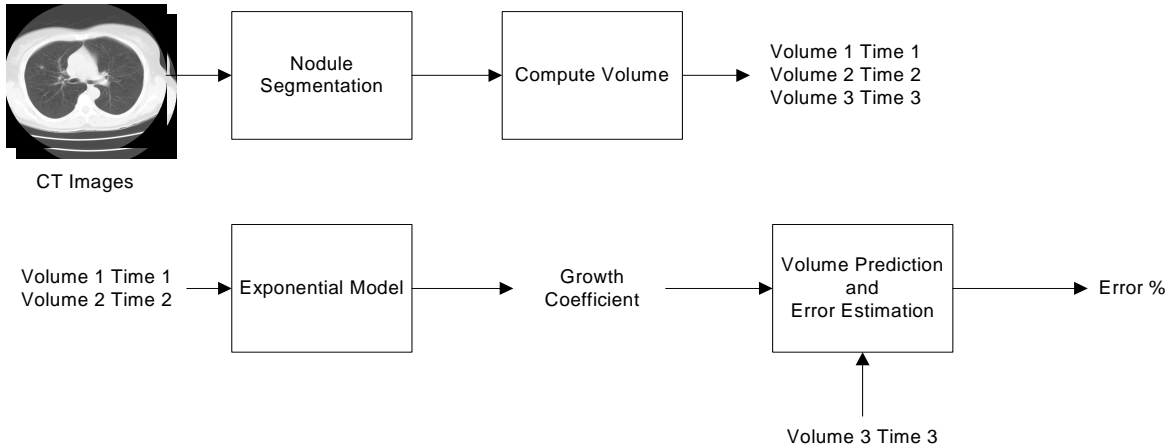 Nodule
Segmentation
Compute Volume
Volume 1 Time 1
Volume 2 Time 2
Volume 3 Time 3
CT Images
Volume 1 Time 1
Volume 2 Time 2
Exponential Model
Growth
Coefficient
Volume Prediction
and
Error Estimation
Error %
Volume 3 Time 3